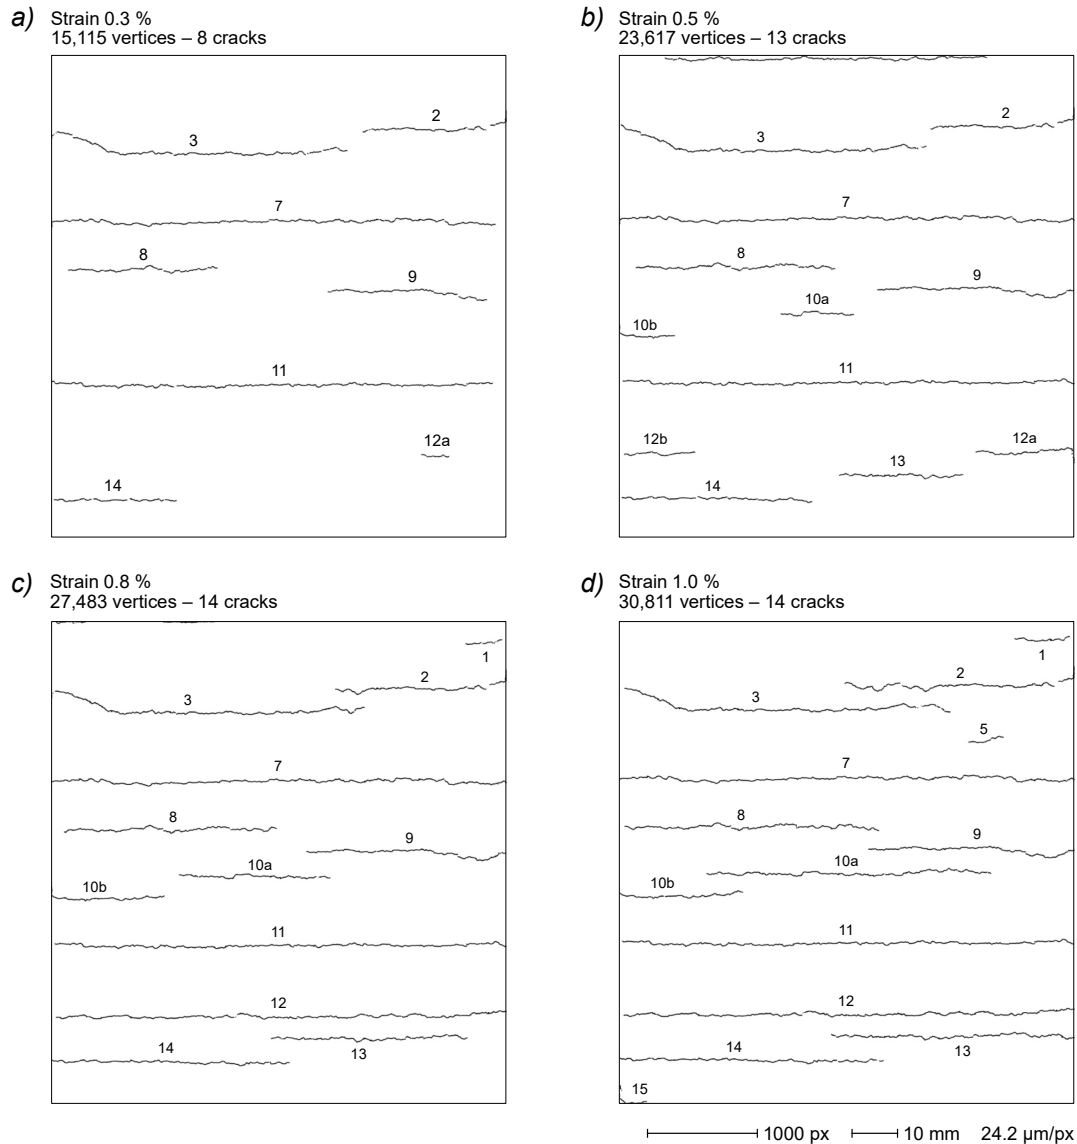 a) Strain 0.3 %
15,115 vertices – 8 cracks
2
3
7
8
9
11
12a
14
b) Strain 0.5 %
23,617 vertices – 13 cracks
2
3
7
8
9
10a
10b
11
12b
12a
13
14
c) Strain 0.8 %
27,483 vertices – 14 cracks
1
2
3
7
8
9
10a
10b
11
12
14
13
d) Strain 1.0 %
30,811 vertices – 14 cracks
1
2
3
5
7
8
9
10a
10b
11
12
14
13
15
1000 px 10 mm 24.2 μm/px